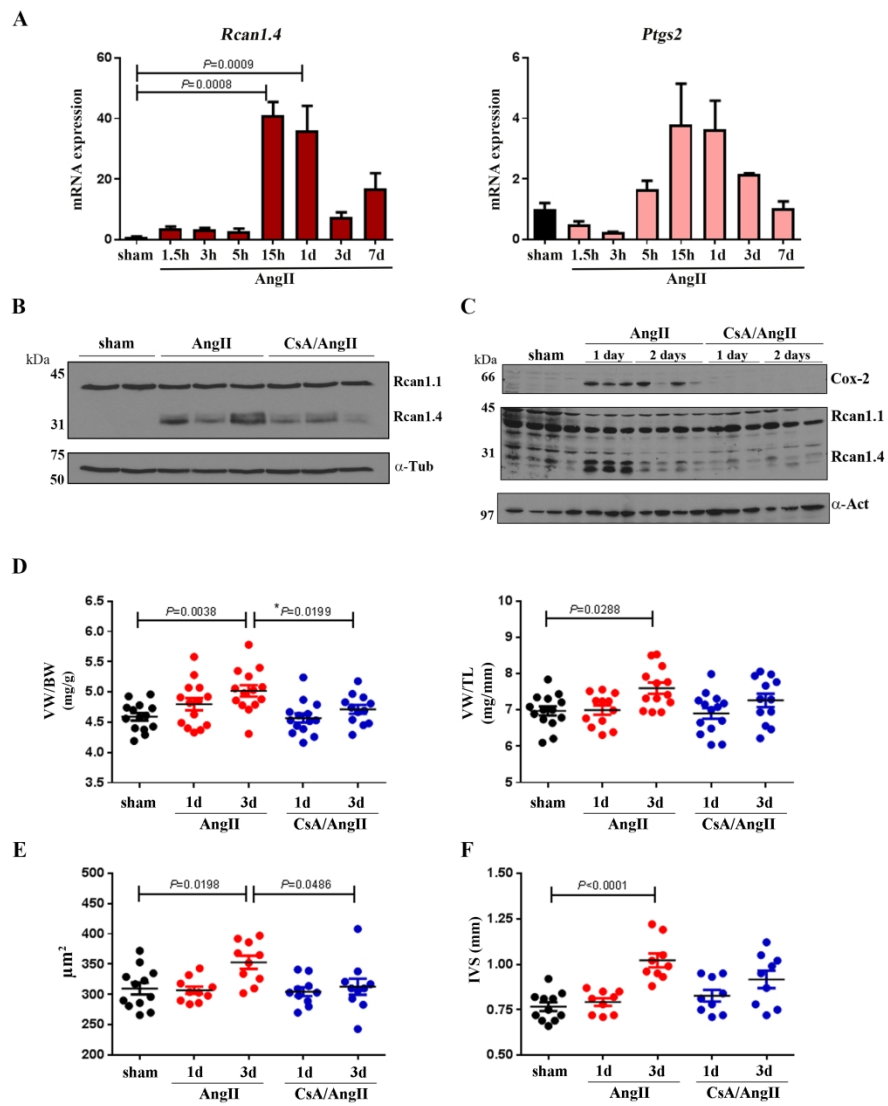 A
Rcan1.4
Ptgs2
mRNA expression
60
40
20
0
P=0.0009
P=0.0008
sham 1.5h 3h 5h 15h 1d 3d 7d
AngII
mRNA expression
6
4
2
0
sham 1.5h 3h 5h 15h 1d 3d 7d
AngII
B
sham AngII CsA/AngII
kDa
45
31
75
50
Rcan1.1
Rcan1.4
α-Tub
C
AngII CsA/AngII
sham 1 day 2 days 1 day 2 days
kDa
66
45
31
97
Cox-2
Rcan1.1
Rcan1.4
α-Act
D
VW/BW
(mg/g)
6.5
6.0
5.5
5.0
4.5
4.0
3.5
P=0.0038
*P=0.0199
sham 1d 3d 1d 3d
AngII CsA/AngII
VW/TL
(mg/mm)
10
9
8
7
6
5
P=0.0288
sham 1d 3d 1d 3d
AngII CsA/AngII
E
μm²
500
450
400
350
300
250
200
P=0.0198
P=0.0486
sham 1d 3d 1d 3d
AngII CsA/AngII
F
IVS (mm)
1.50
1.25
1.00
0.75
0.50
P<0.0001
sham 1d 3d 1d 3d
AngII CsA/AngII